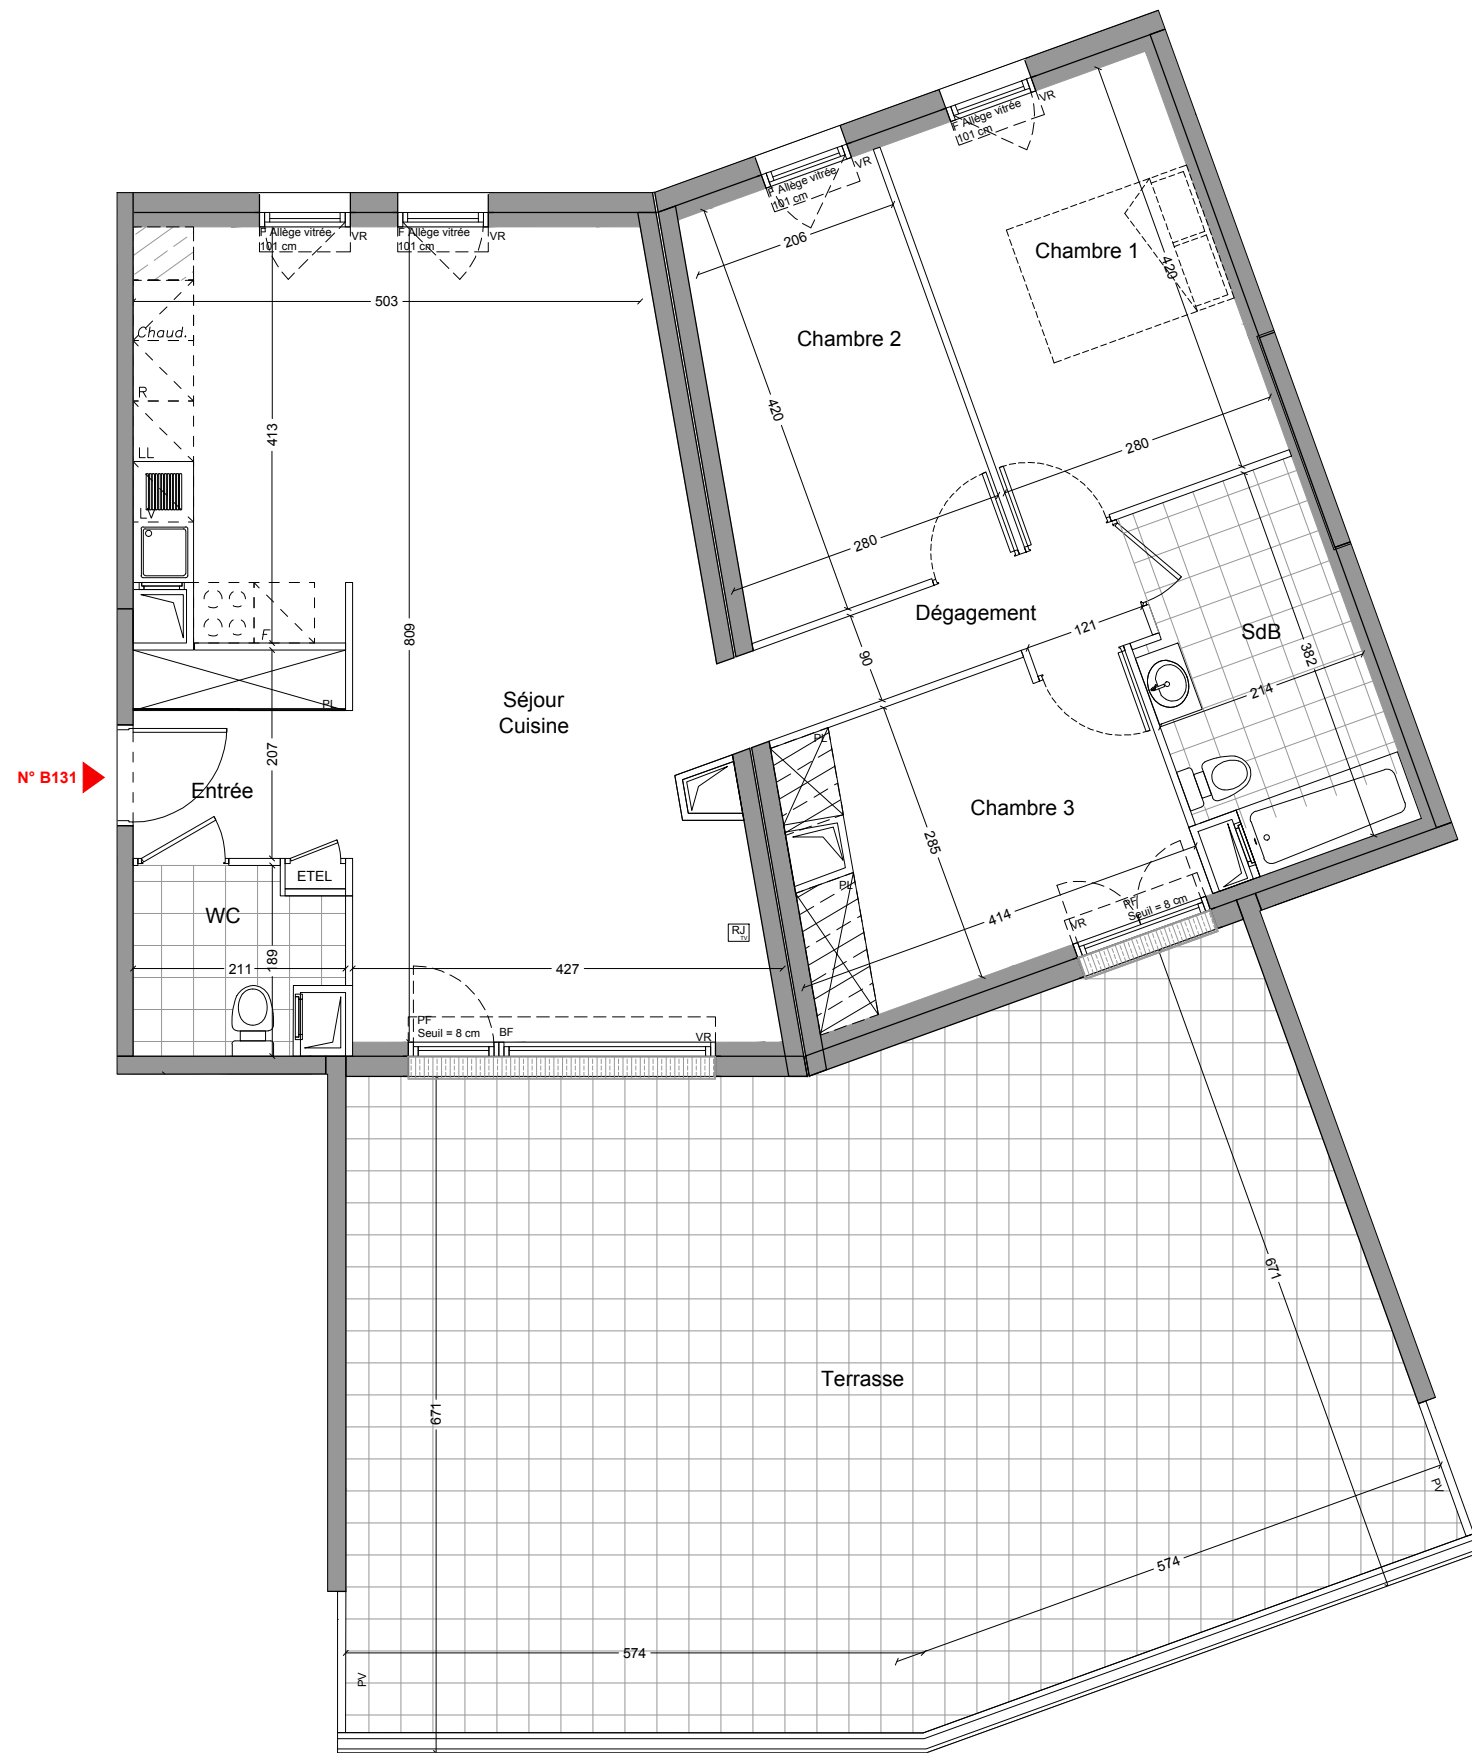 VR
F Allège vitrée
101 cm
VR
F Allège vitrée
101 cm
F Allège vitrée
101 cm
VR
F Allège vitrée
101 cm
VR
206
Chambre 1
420
503
Chaud.
Chambre 2
R
420
413
280
LL
LV
280
F
809
Dégagement
121
SdB
90
382
214
Séjour
Cuisine
PL
PL
207
N° B131
Entrée
Chambre 3
285
ETEL
PL
WC
PF
Seuil = 8 cm
VR
414
RJ
TV
189
211
427
PF
Seuil = 8 cm
BF
VR
671
Terrasse
671
PV
574
574
PV